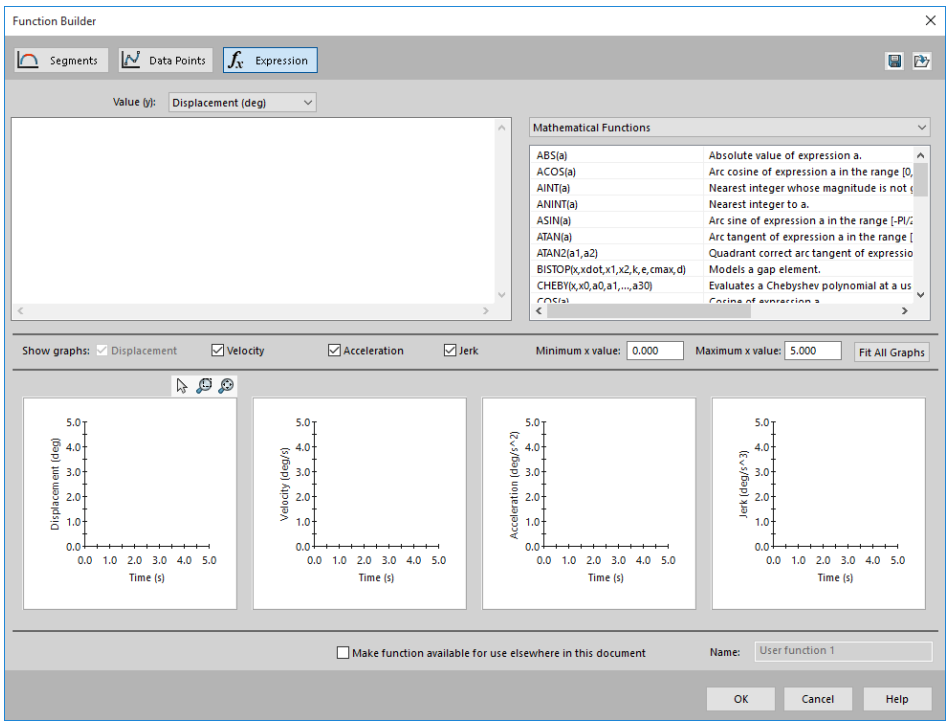 Function Builder
Segments Data Points fx Expression
Value (y): Displacement (deg)
Mathematical Functions
ABS(a) Absolute value of expression a.
ACOS(a) Arc cosine of expression a in the range [0,
AINT(a) Nearest integer whose magnitude is not g
ANINT(a) Nearest integer to a.
ASIN(a) Arc sine of expression a in the range [-PI/2
ATAN(a) Arc tangent of expression a in the range [
ATAN2(a1,a2) Quadrant correct arc tangent of expressio
BISTOP(x,xdot,x1,x2,k,e,cmax,d) Models a gap element.
CHEBY(x,x0,a0,a1,...,a30) Evaluates a Chebyshev polynomial at a us
COS(a) Cosine of expression a
Show graphs: Displacement Velocity Acceleration Jerk Minimum x value: 0.000 Maximum x value: 5.000 Fit All Graphs
Displacement (deg)
5.0
4.0
3.0
2.0
1.0
0.0
0.0 1.0 2.0 3.0 4.0 5.0
Time (s)
Velocity (deg/s)
5.0
4.0
3.0
2.0
1.0
0.0
0.0 1.0 2.0 3.0 4.0 5.0
Time (s)
Acceleration (deg/s^2)
5.0
4.0
3.0
2.0
1.0
0.0
0.0 1.0 2.0 3.0 4.0 5.0
Time (s)
Jerk (deg/s^3)
5.0
4.0
3.0
2.0
1.0
0.0
0.0 1.0 2.0 3.0 4.0 5.0
Time (s)
Make function available for use elsewhere in this document Name: User function 1
OK Cancel Help